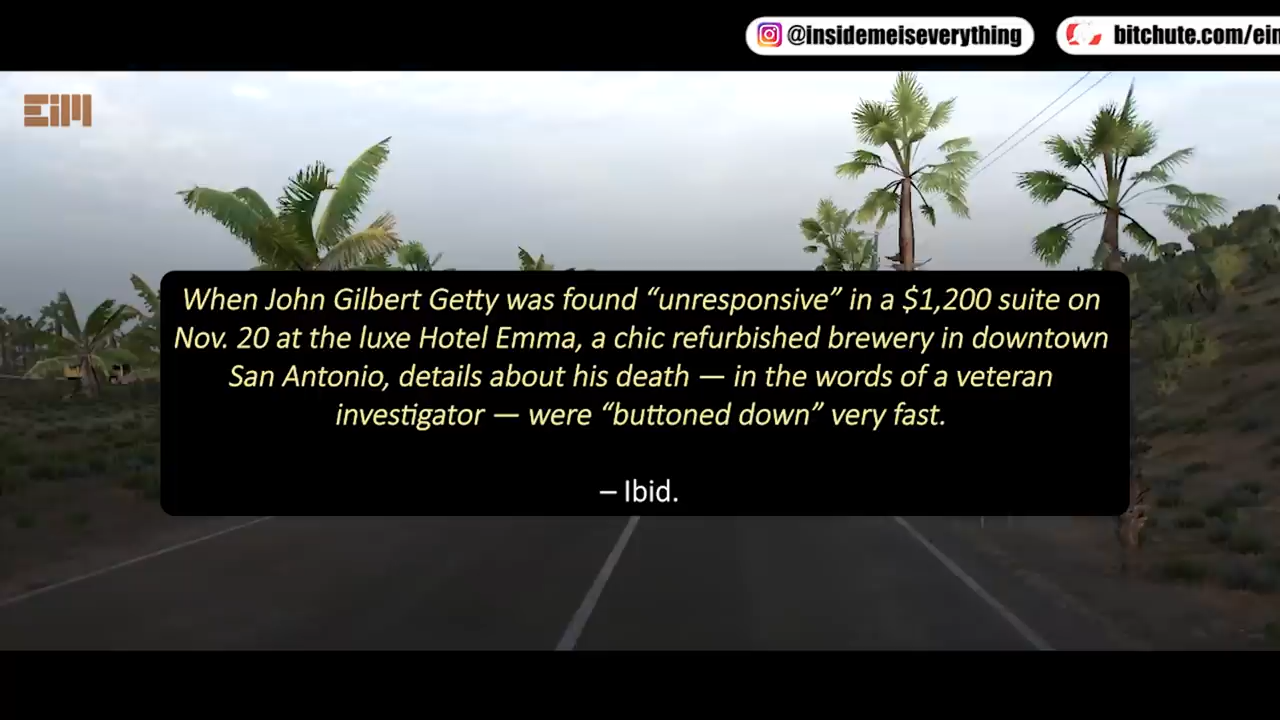 @insidemeiseverything
bitchute.com/ein
EiM
When John Gilbert Getty was found “unresponsive” in a $1,200 suite on
Nov. 20 at the luxe Hotel Emma, a chic refurbished brewery in downtown
San Antonio, details about his death — in the words of a veteran
investigator — were “buttoned down” very fast.
– Ibid.